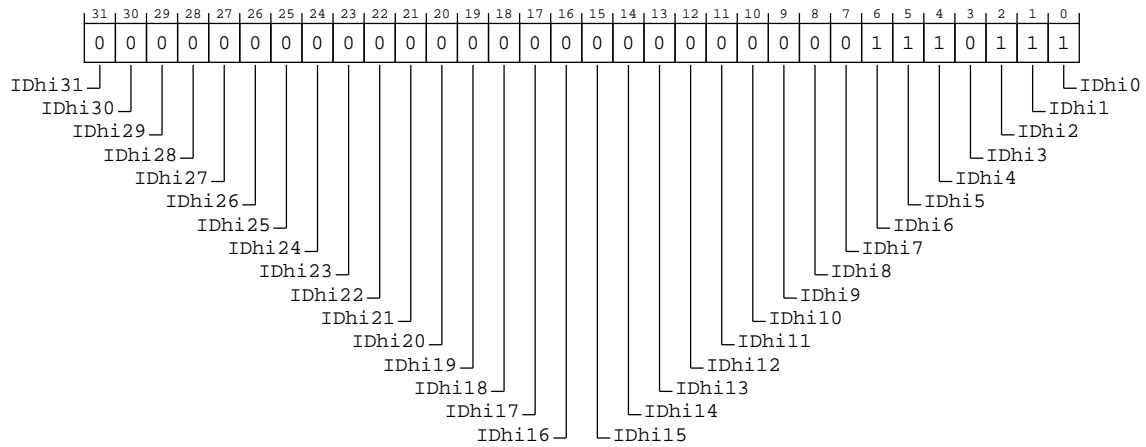 31 30 29 28 27 26 25 24 23 22 21 20 19 18 17 16 15 14 13 12 11 10 9 8 7 6 5 4 3 2 1 0
0 0 0 0 0 0 0 0 0 0 0 0 0 0 0 0 0 0 0 0 0 0 0 0 0 1 1 1 0 1 1 1
IDhi31 IDhi0
IDhi30 IDhi1
IDhi29 IDhi2
IDhi28 IDhi3
IDhi27 IDhi4
IDhi26 IDhi5
IDhi25 IDhi6
IDhi24 IDhi7
IDhi23 IDhi8
IDhi22 IDhi9
IDhi21 IDhi10
IDhi20 IDhi11
IDhi19 IDhi12
IDhi18 IDhi13
IDhi17 IDhi14
IDhi16 IDhi15